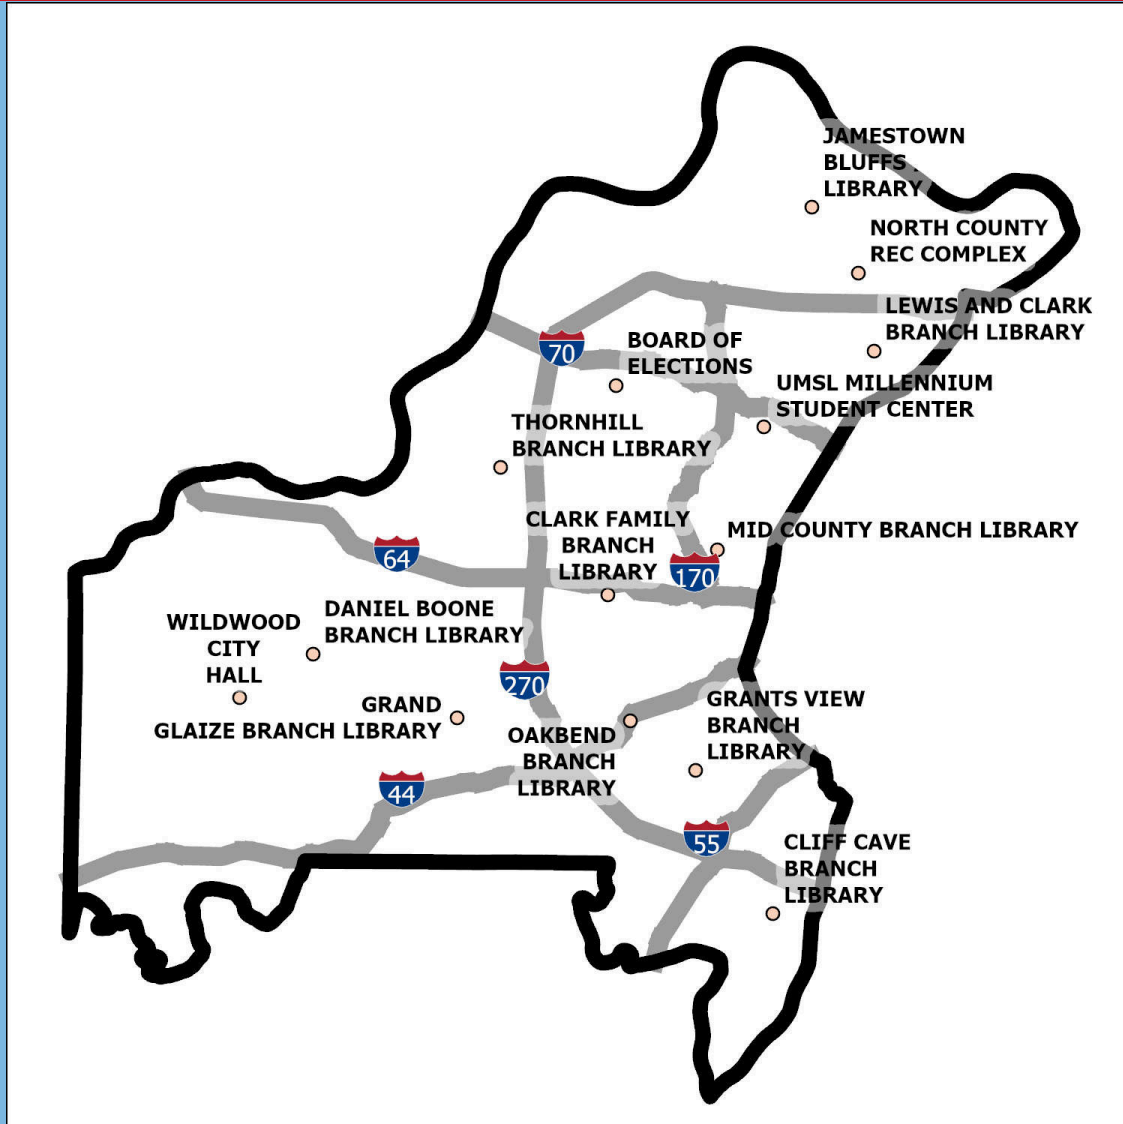 JAMESTOWN
BLUFFS .
LIBRARY
NORTH COUNTY
REC COMPLEX
LEWIS AND CLARK
BRANCH LIBRARY
70
BOARD OF
ELECTIONS
UMSL MILLENNIUM
STUDENT CENTER
THORNHILL
BRANCH LIBRARY
CLARK FAMILY
BRANCH
LIBRARY
MID COUNTY BRANCH LIBRARY
64
170
DANIEL BOONE
BRANCH LIBRARY
WILDWOOD
CITY
HALL
270
GRAND
GLAIZE BRANCH LIBRARY
GRANTS VIEW
BRANCH
LIBRARY
OAKBEND
BRANCH
LIBRARY
44
55
CLIFF CAVE
BRANCH
LIBRARY